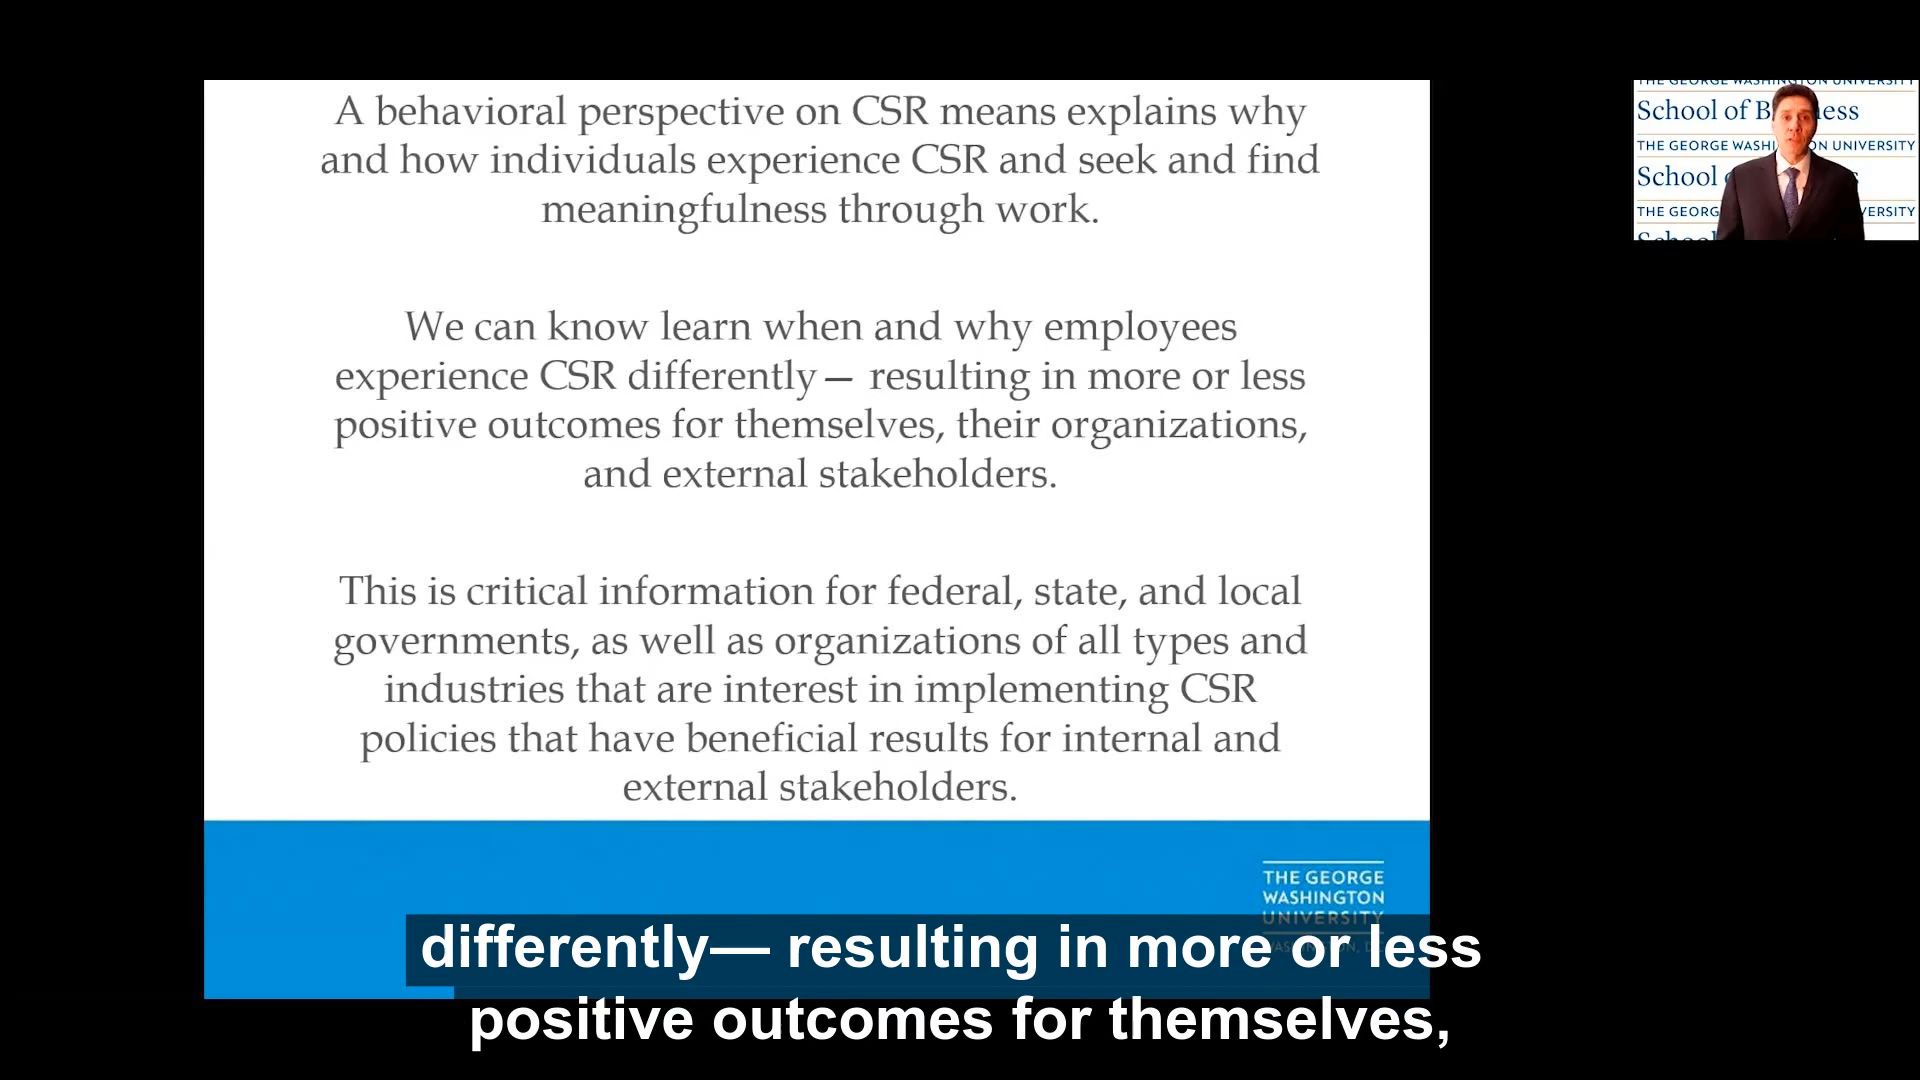 A behavioral perspective on CSR means explains why
and how individuals experience CSR and seek and find
meaningfulness through work.
We can know learn when and why employees
experience CSR differently— resulting in more or less
positive outcomes for themselves, their organizations,
and external stakeholders.
This is critical information for federal, state, and local
governments, as well as organizations of all types and
industries that are interest in implementing CSR
policies that have beneficial results for internal and
external stakeholders.
THE GEORGE
WASHINGTON
UNIVERSITY
differently— resulting in more or less
positive outcomes for themselves,
THE GEORGE WASHINGTON UNIVERSITY
School of B ess
THE GEORGE WASHI ON UNIVERSITY
School
THE GEORG VERSITY
School